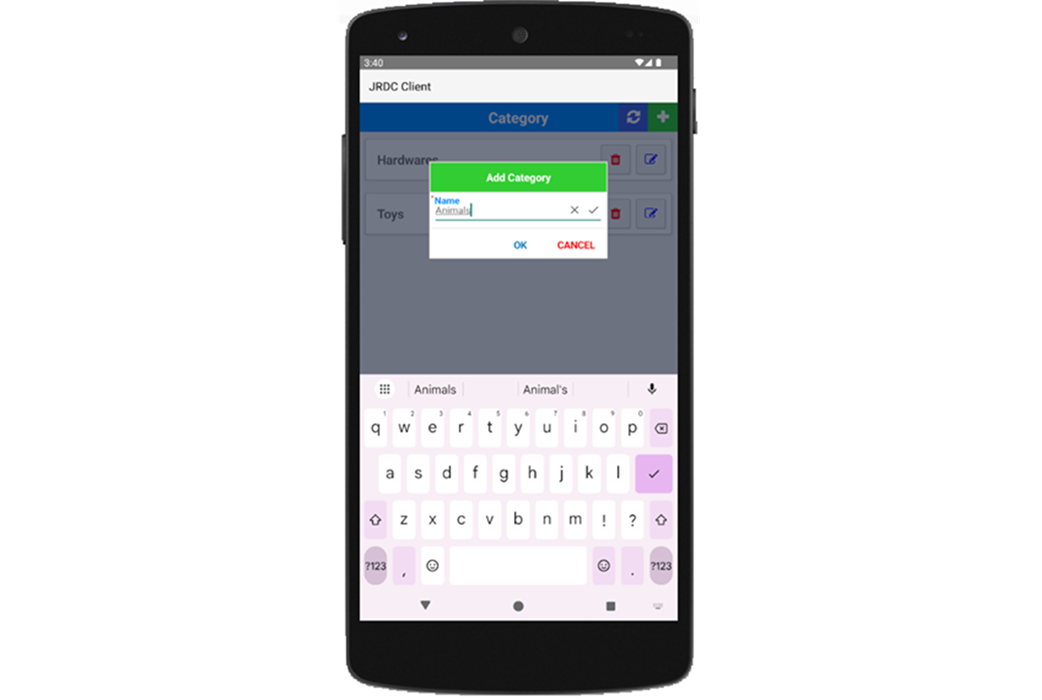 3:40
JRDC Client
Category
Hardwares
Add Category
*Name
Animals
Toys
OK CANCEL
Animals Animal's
1 2 3 4 5 6 7 8 9 0
q w e r t y u i o p
a s d f g h j k l
z x c v b n m ! ?
?123 , . ?123